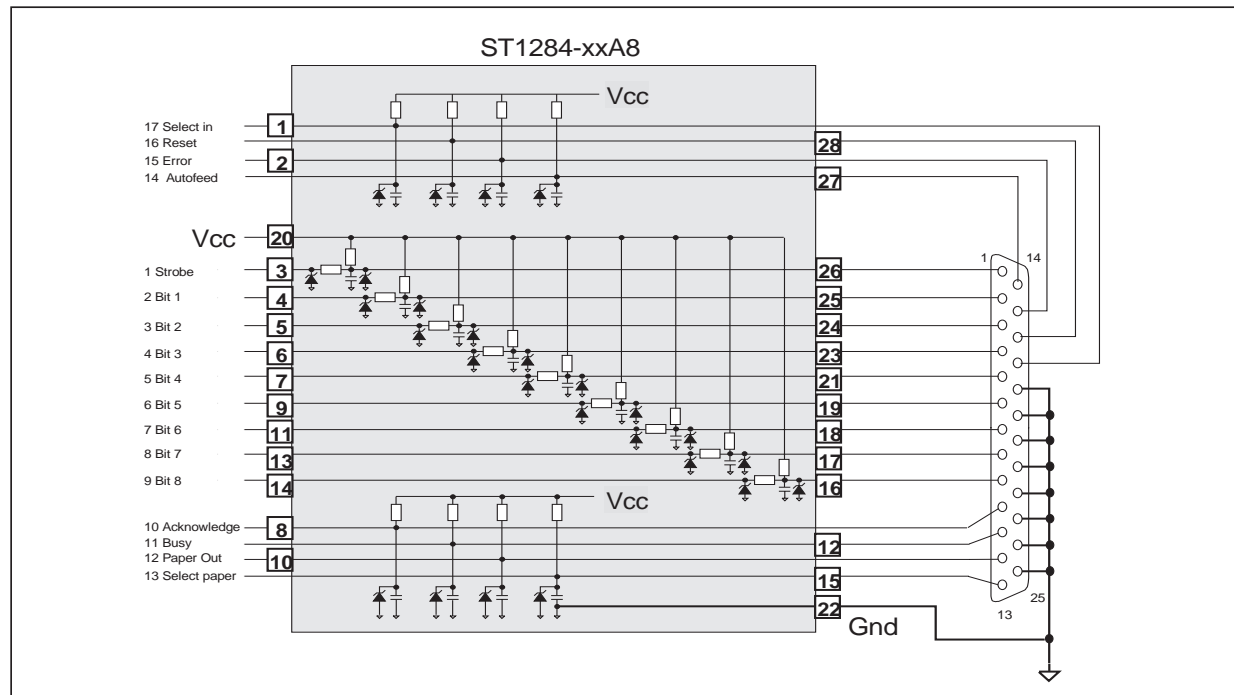 ST1284-xxA8
Vcc
17 Select in 1
16 Reset 28
15 Error 2
14 Autofeed 27
Vcc 20
1 14
1 Strobe 3 26
2 Bit 1 4 25
3 Bit 2 5 24
4 Bit 3 6 23
5 Bit 4 7 21
6 Bit 5 9 19
7 Bit 6 11 18
8 Bit 7 13 17
9 Bit 8 14 16
Vcc
10 Acknowledge 8
11 Busy 12
12 Paper Out 10
13 Select paper 15
25
13
22
Gnd